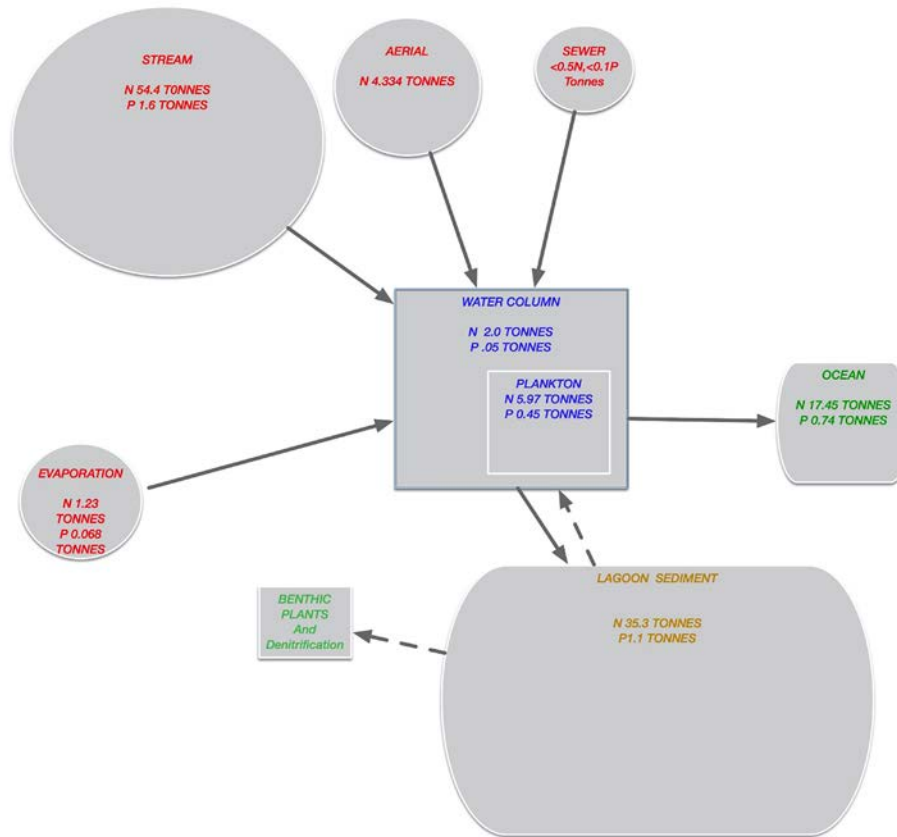 STREAM
N 54.4 T0NNES
P 1.6 TONNES
AERIAL
N 4.334 TONNES
SEWER
<0.5N,<0.1P
Tonnes
WATER COLUMN
N 2.0 TONNES
P .05 TONNES
PLANKTON
N 5.97 TONNES
P 0.45 TONNES
OCEAN
N 17.45 TONNES
P 0.74 TONNES
EVAPORATION
N 1.23
TONNES
P 0.068
TONNES
LAGOON SEDIMENT
N 35.3 TONNES
P1.1 TONNES
BENTHIC
PLANTS
And
Denitrification